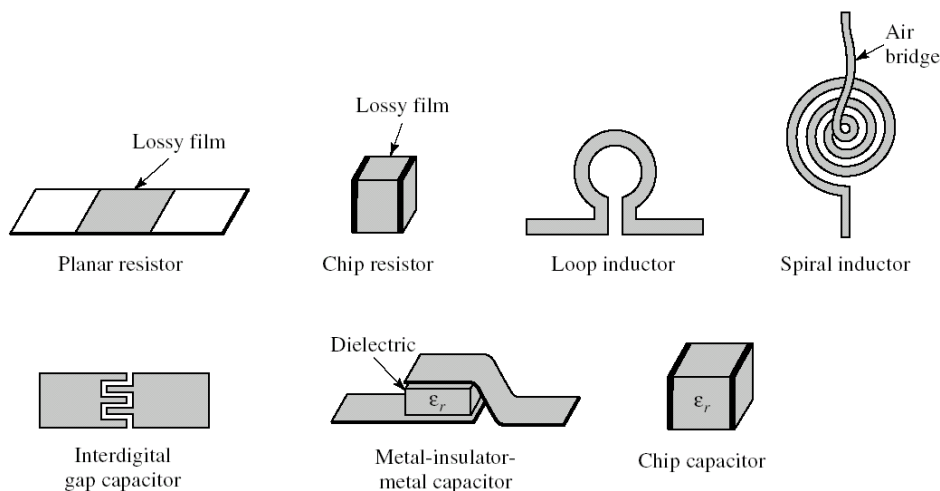 Air
bridge
Lossy film
Lossy film
Planar resistor
Chip resistor
Loop inductor
Spiral inductor
Dielectric
εr
εr
Interdigital
gap capacitor
Metal-insulator-
metal capacitor
Chip capacitor